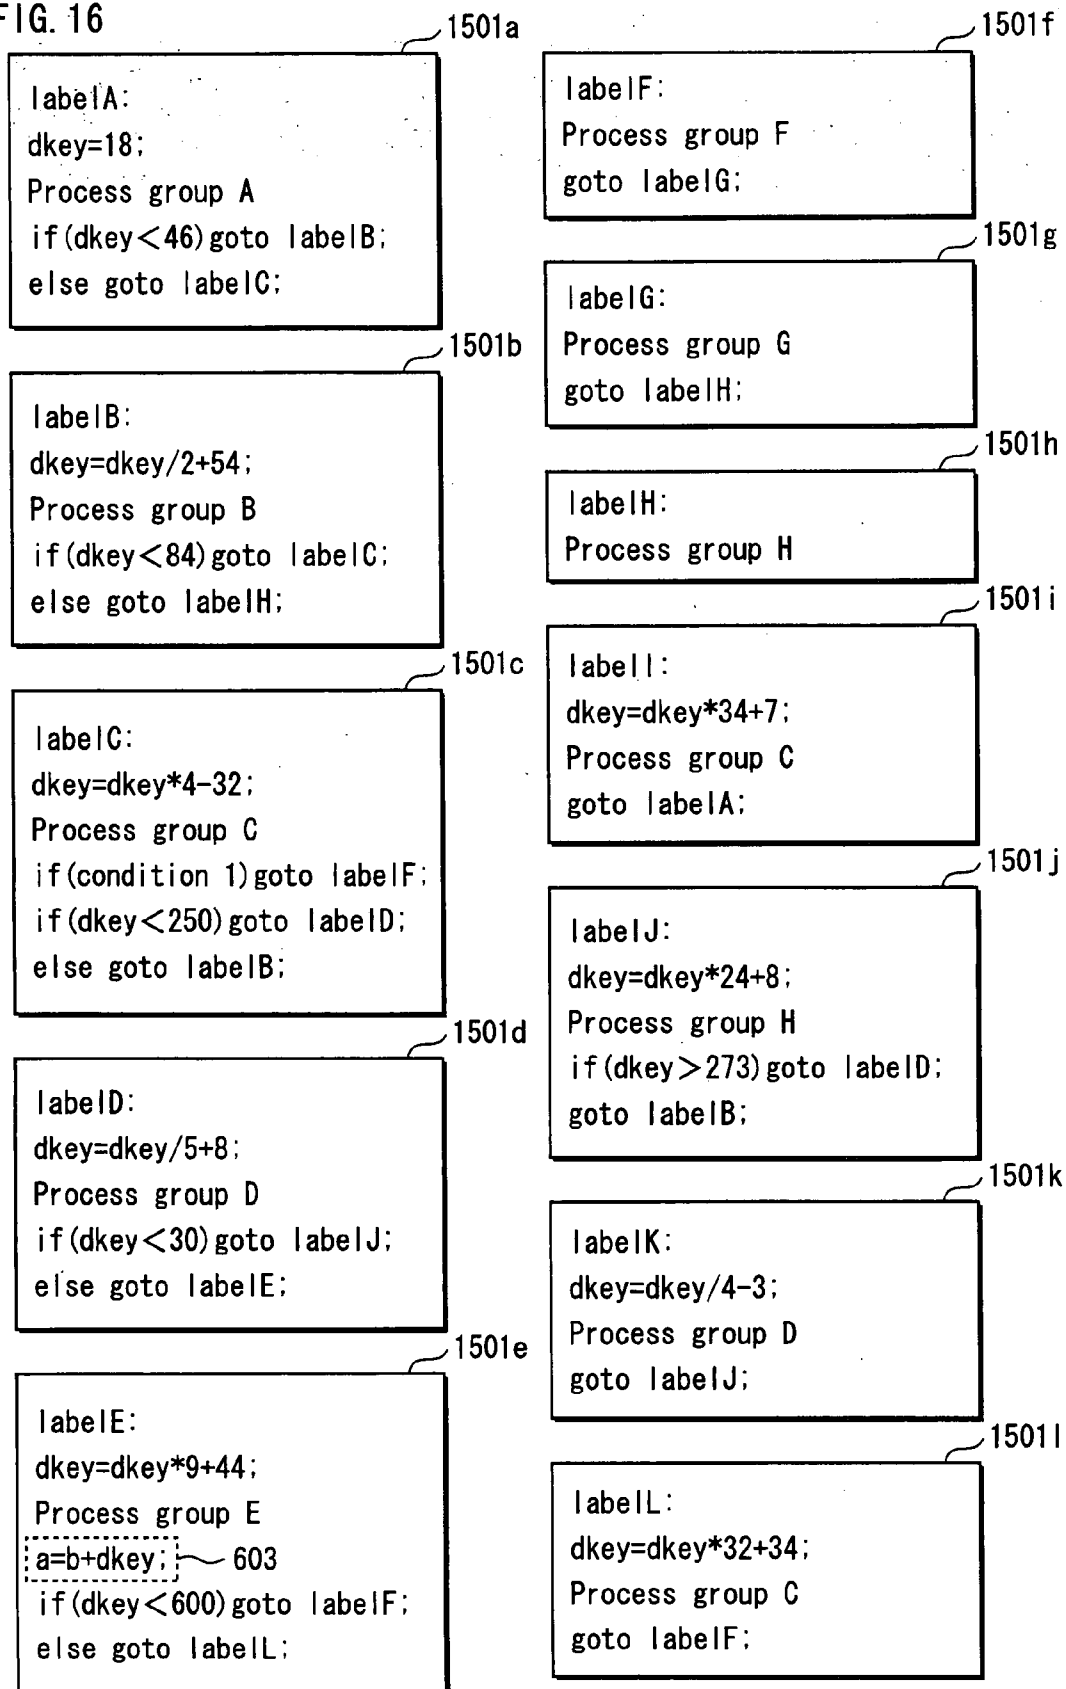 FIG. 16
1501a
labelA:
dkey=18;
Process group A
if(dkey<46)goto labelB;
else goto labelC;
1501b
labelB:
dkey=dkey/2+54;
Process group B
if(dkey<84)goto labelC;
else goto labelH;
1501c
labelC:
dkey=dkey*4-32;
Process group C
if(condition 1)goto labelF;
if(dkey<250)goto labelD;
else goto labelB;
1501d
labelD:
dkey=dkey/5+8;
Process group D
if(dkey<30)goto labelJ;
else goto labelE;
1501e
labelE:
dkey=dkey*9+44;
Process group E
a=b+dkey; 603
if(dkey<600)goto labelF;
else goto labelL;
1501f
labelF:
Process group F
goto labelG;
1501g
labelG:
Process group G
goto labelH;
1501h
labelH:
Process group H
1501i
labelI:
dkey=dkey*34+7;
Process group C
goto labelA;
1501j
labelJ:
dkey=dkey*24+8;
Process group H
if(dkey>273)goto labelD;
goto labelB;
1501k
labelK:
dkey=dkey/4-3;
Process group D
goto labelJ;
1501l
labelL:
dkey=dkey*32+34;
Process group C
goto labelF;